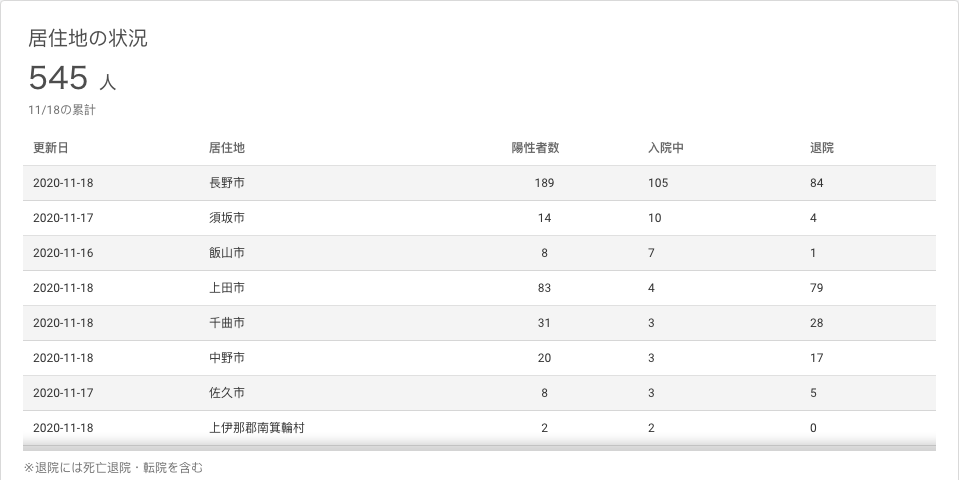 居住地の状況
545 人
11/18の累計
更新日 居住地 陽性者数 入院中 退院
2020-11-18 長野市 189 105 84
2020-11-17 須坂市 14 10 4
2020-11-16 飯山市 8 7 1
2020-11-18 上田市 83 4 79
2020-11-18 千曲市 31 3 28
2020-11-18 中野市 20 3 17
2020-11-17 佐久市 8 3 5
2020-11-18 上伊那郡南箕輪村 2 2 0
※退院には死亡退院・転院を含む